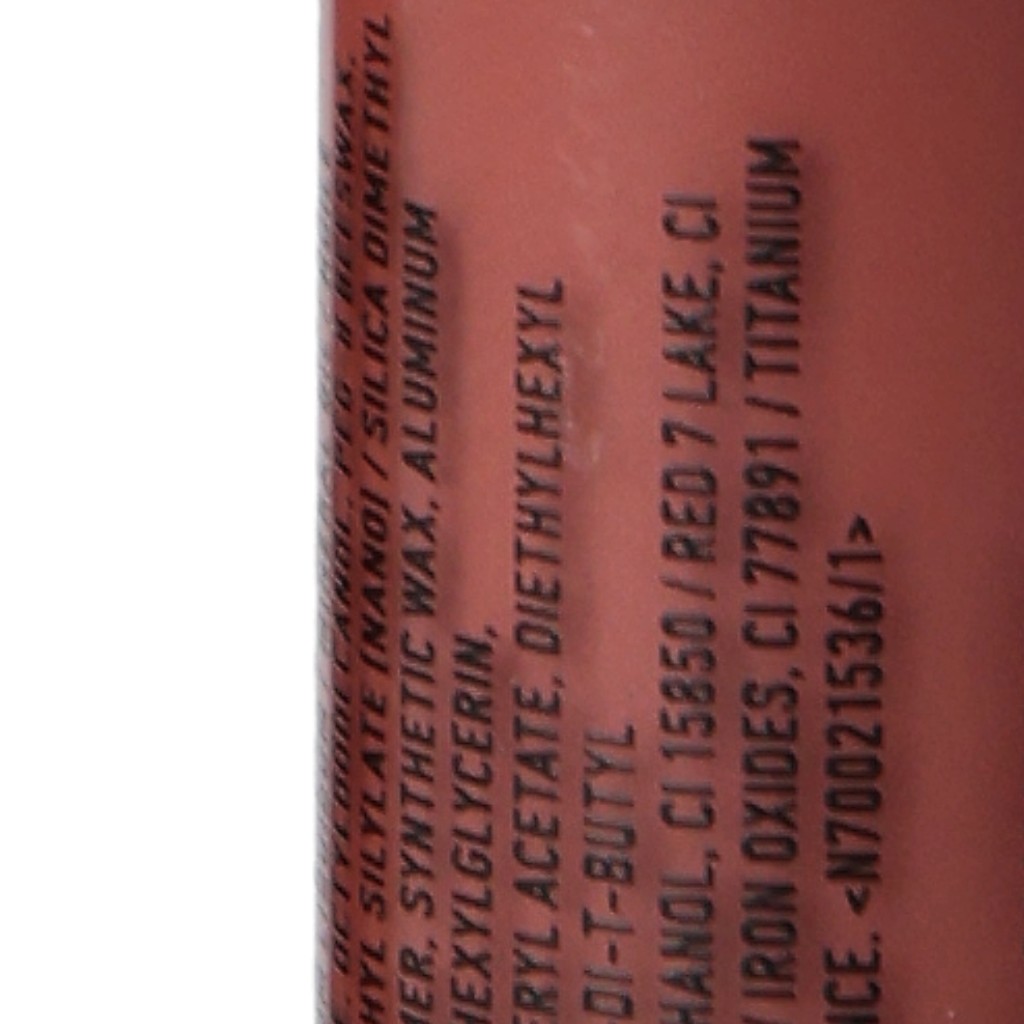 HYL SILYLATE [NANO] / SILICA DIMETHYL
MER, SYNTHETIC WAX, ALUMINUM
HEXYLGLYCERIN,
ERYL ACETATE, DIETHYLHEXYL
-DI-T-BUTYL
HANOL, CI 15850 / RED 7 LAKE, CI
/ IRON OXIDES, CI 77891 / TITANIUM
NCE. <N70021536/1>